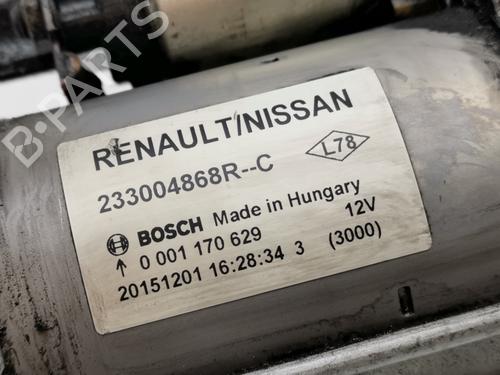 B-PARTS
RENAULT/NISSAN
233004868R--C
L78
BOSCH Made in Hungary
0 001 170 629 12V
20151201 16:28:34 3 (3000)